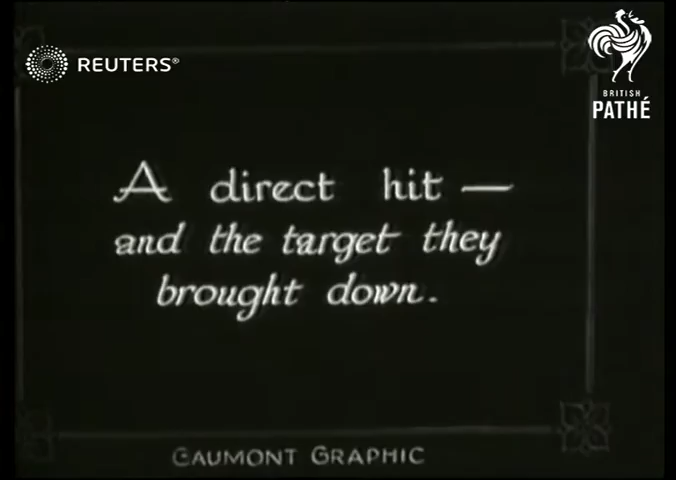 REUTERS®
BRITISH
PATHÉ
A direct hit —
and the target they
brought down.
GAUMONT GRAPHIC